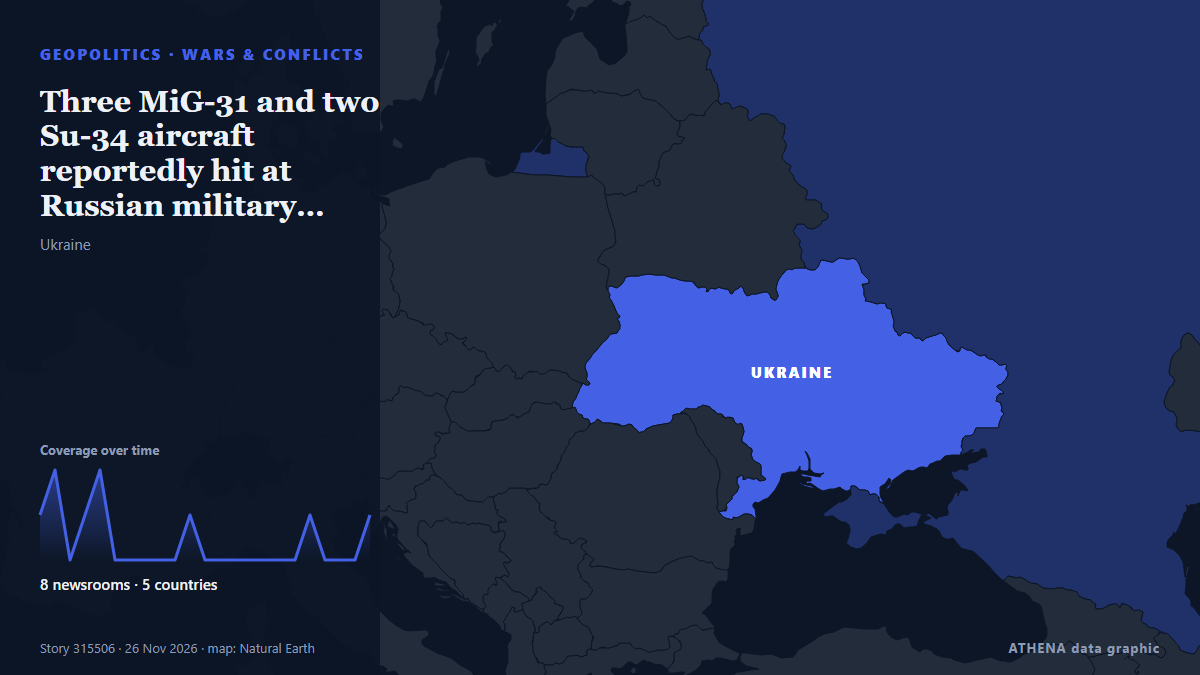 GEOPOLITICS · WARS & CONFLICTS
Three MiG-31 and two
Su-34 aircraft
reportedly hit at
Russian military...
Ukraine
UKRAINE
Coverage over time
8 newsrooms · 5 countries
Story 315506 · 26 Nov 2026 · map: Natural Earth
ATHENA data graphic